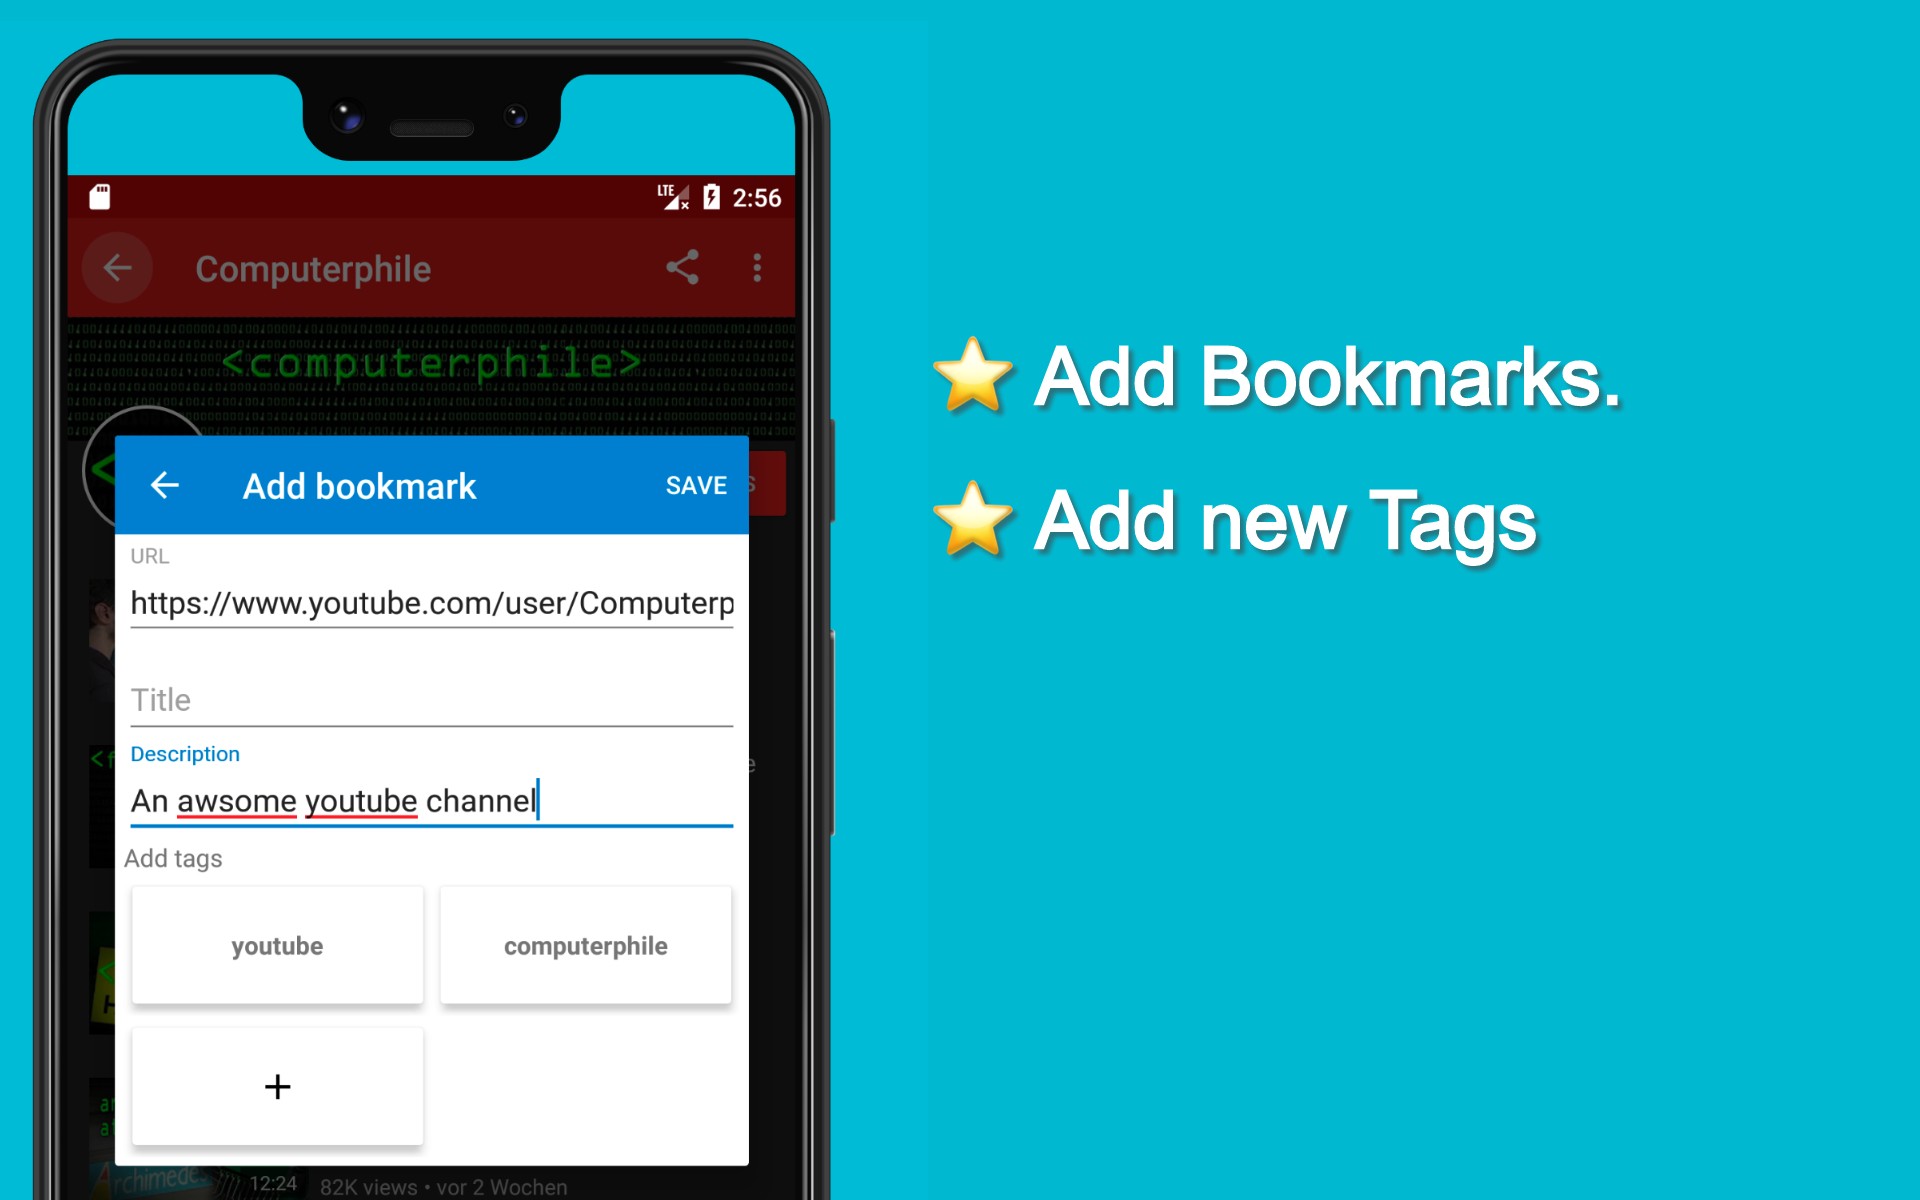 LTE 2:56
Computerphile
<computerphile>
Add bookmark SAVE
URL
https://www.youtube.com/user/Computerp
Title
Description
An awsome youtube channel
Add tags
youtube computerphile
+
12:24 82K views • vor 2 Wochen
⭐ Add Bookmarks.
⭐ Add new Tags